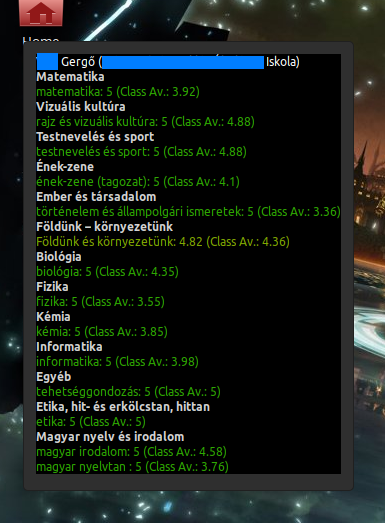 Home
Gergő ( Iskola)
Matematika
matematika: 5 (Class Av.: 3.92)
Vizuális kultúra
rajz és vizuális kultúra: 5 (Class Av.: 4.88)
Testnevelés és sport
testnevelés és sport: 5 (Class Av.: 4.88)
Ének-zene
ének-zene (tagozat): 5 (Class Av.: 4.1)
Ember és társadalom
történelem és állampolgári ismeretek: 5 (Class Av.: 3.36)
Földünk – környezetünk
Földünk és környezetünk: 4.82 (Class Av.: 4.36)
Biológia
biológia: 5 (Class Av.: 4.35)
Fizika
fizika: 5 (Class Av.: 3.55)
Kémia
kémia: 5 (Class Av.: 3.85)
Informatika
informatika: 5 (Class Av.: 3.98)
Egyéb
tehetséggondozás: 5 (Class Av.: 5)
Etika, hit- és erkölcstan, hittan
etika: 5 (Class Av.: 5)
Magyar nyelv és irodalom
magyar irodalom: 5 (Class Av.: 4.58)
magyar nyelvtan : 5 (Class Av.: 3.76)